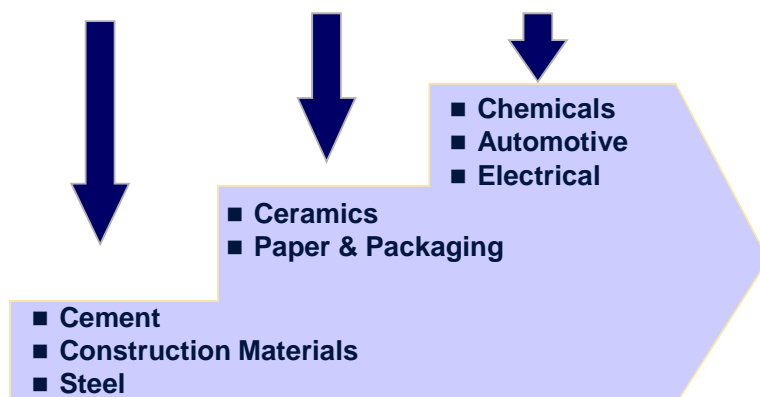 ■ Chemicals
■ Automotive
■ Electrical
■ Ceramics
■ Paper & Packaging
■ Cement
■ Construction Materials
■ Steel